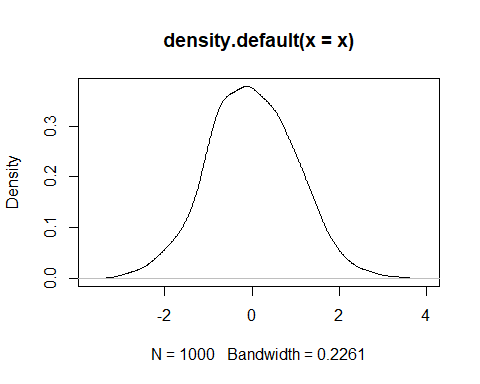 density.default(x = x)
Density
0.0 0.1 0.2 0.3
-2 0 2 4
N = 1000 Bandwidth = 0.2261